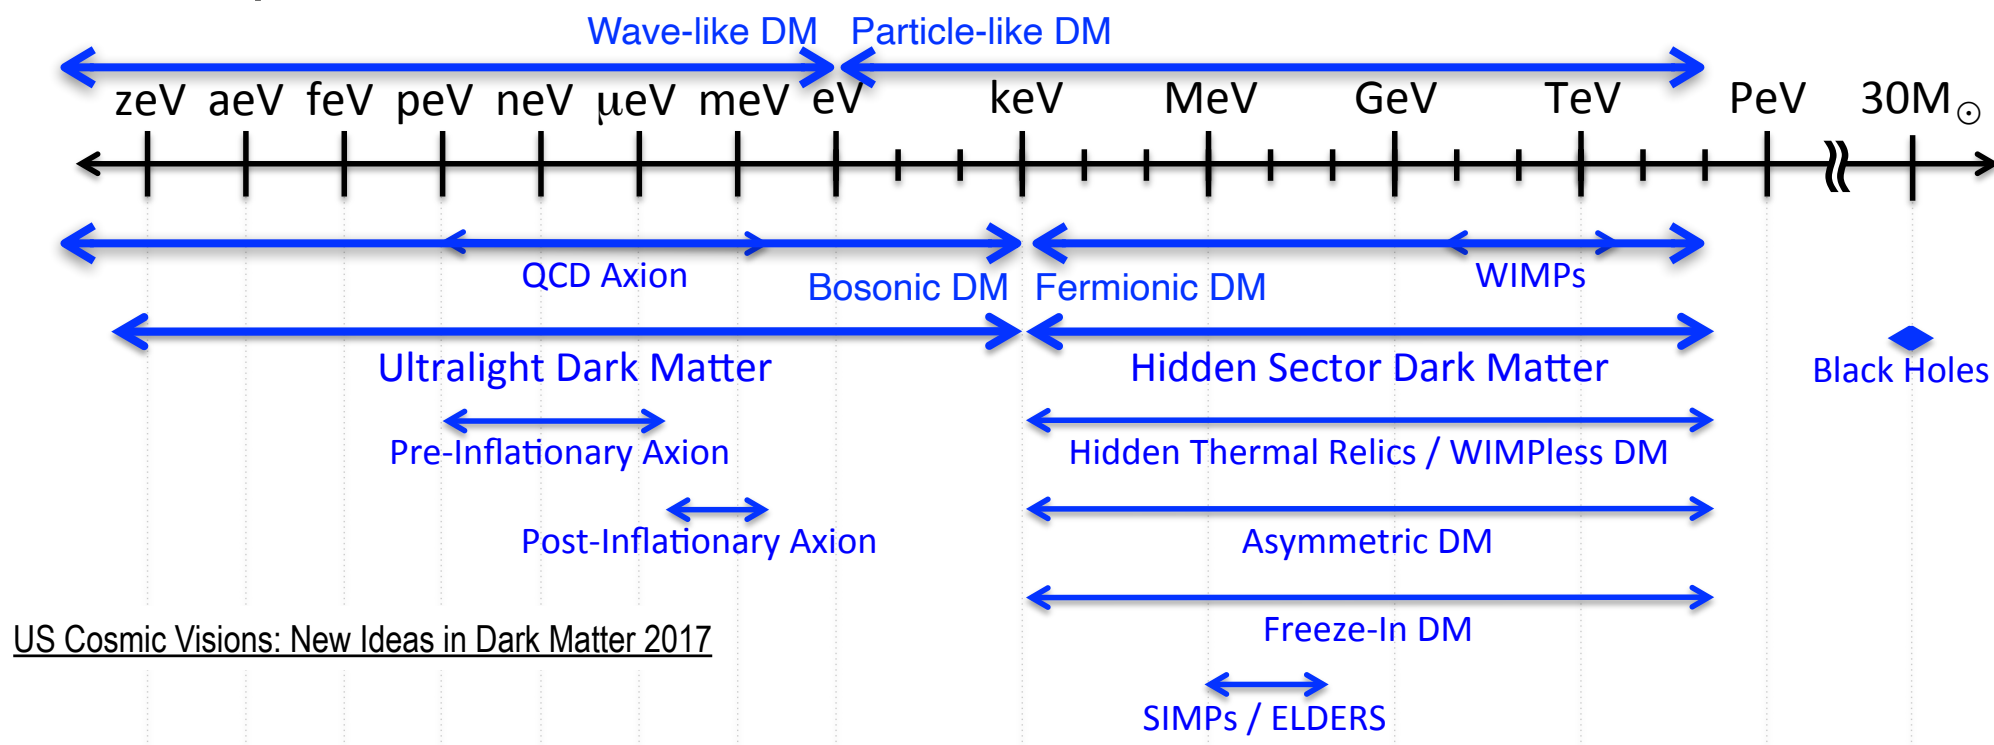 Wave-like DM Particle-like DM
zeV aeV feV peV neV μeV meV eV keV MeV GeV TeV PeV 30M☉
QCD Axion WIMPs
Bosonic DM Fermionic DM
Ultralight Dark Matter Hidden Sector Dark Matter Black Holes
Pre-Inflationary Axion Hidden Thermal Relics / WIMPless DM
Post-Inflationary Axion Asymmetric DM
Freeze-In DM
US Cosmic Visions: New Ideas in Dark Matter 2017
SIMPs / ELDERS